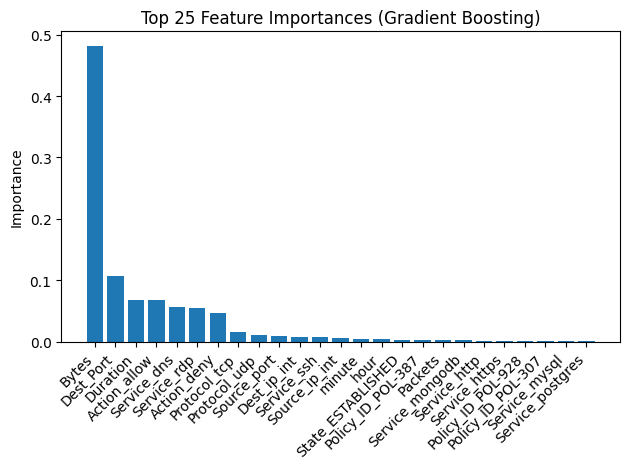 Top 25 Feature Importances (Gradient Boosting)
0.5
0.4
0.3
0.2
0.1
0.0
Importance
Bytes
Dest_Port
Duration
Action_allow
Service_dns
Service_rdp
Action_deny
Protocol_tcp
Protocol_udp
Source_port
Dest_ip_int
Service_ssh
Source_ip_int
minute
hour
State_ESTABLISHED
Policy_ID_POL-387
Packets
Service_mongodb
Service_http
Service_https
Policy_ID_POL-928
Policy_ID_POL-307
Service_mysql
Service_postgres